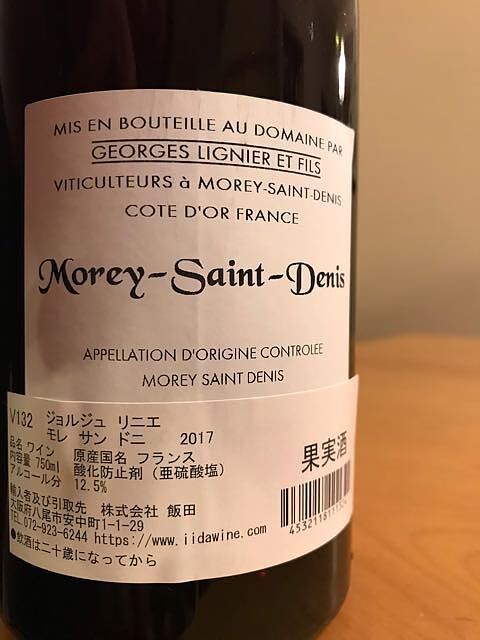 MIS EN BOUTEILLE AU DOMAINE PAR
GEORGES LIGNIER ET FILS
VITICULTEURS à MOREY-SAINT-DENIS
COTE D'OR FRANCE
Morey-Saint-Denis
APPELLATION D'ORIGINE CONTROLEE
MOREY SAINT DENIS
V132 ジョルジュ リニエ
モレ サン ドニ 2017
品名 ワイン 原産国名 フランス
内容量 750ml 酸化防止剤 (亜硫酸塩)
アルコール分 12.5%
果実酒
輸入者及び引取先 株式会社 飯田
大阪府八尾市安中町1-1-29
TEL.072-923-6244 https://www.iidawine.com
●飲酒は二十歳になってから